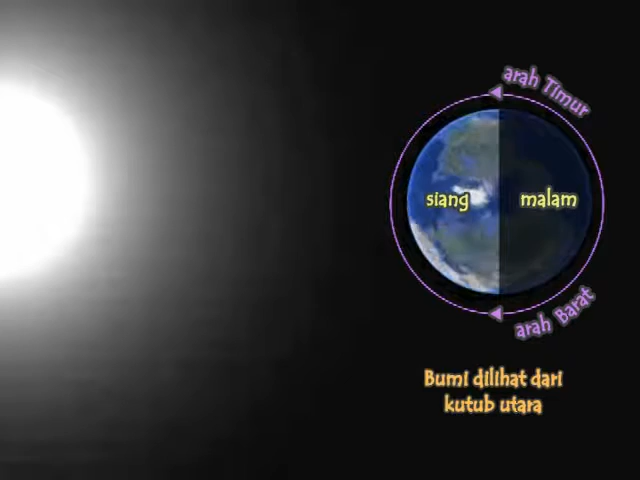 arah Timur
siang
malam
arah Barat
Bumi dilihat dari
kutub utara